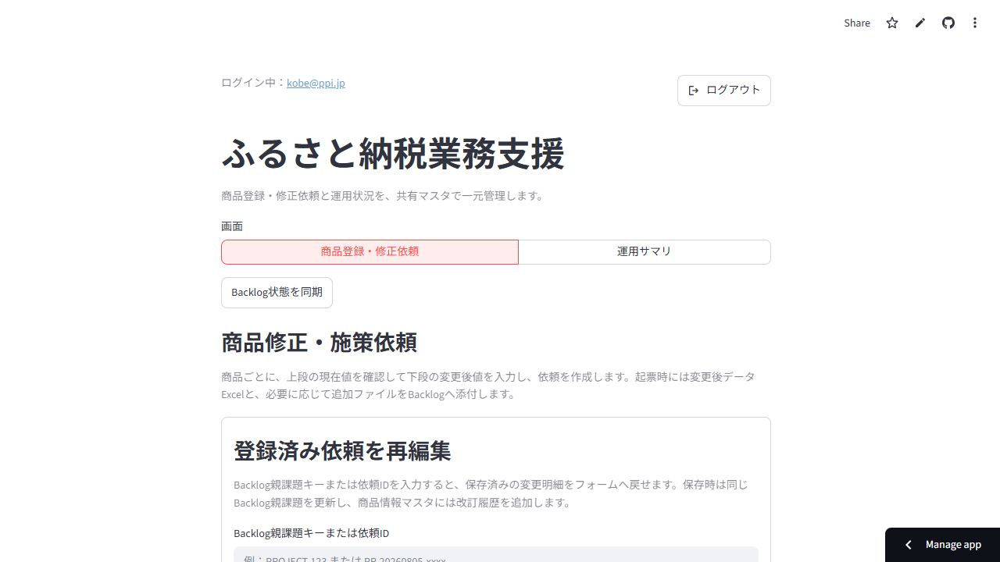 Share
ログイン中：kobe@ppi.jp
ログアウト
ふるさと納税業務支援
商品登録・修正依頼と運用状況を、共有マスタで一元管理します。
画面
商品登録・修正依頼
運用サマリ
Backlog状態を同期
商品修正・施策依頼
商品ごとに、上段の現在値を確認して下段の変更後値を入力し、依頼を作成します。起票時には変更後データ
Excelと、必要に応じて追加ファイルをBacklogへ添付します。
登録済み依頼を再編集
Backlog親課題キーまたは依頼IDを入力すると、保存済みの変更明細をフォームへ戻せます。保存時は同じ
Backlog親課題を更新し、商品情報マスタには改訂履歴を追加します。
Backlog親課題キーまたは依頼ID
例：PROJECT-123 または RR-20260805-xxxx
Manage app